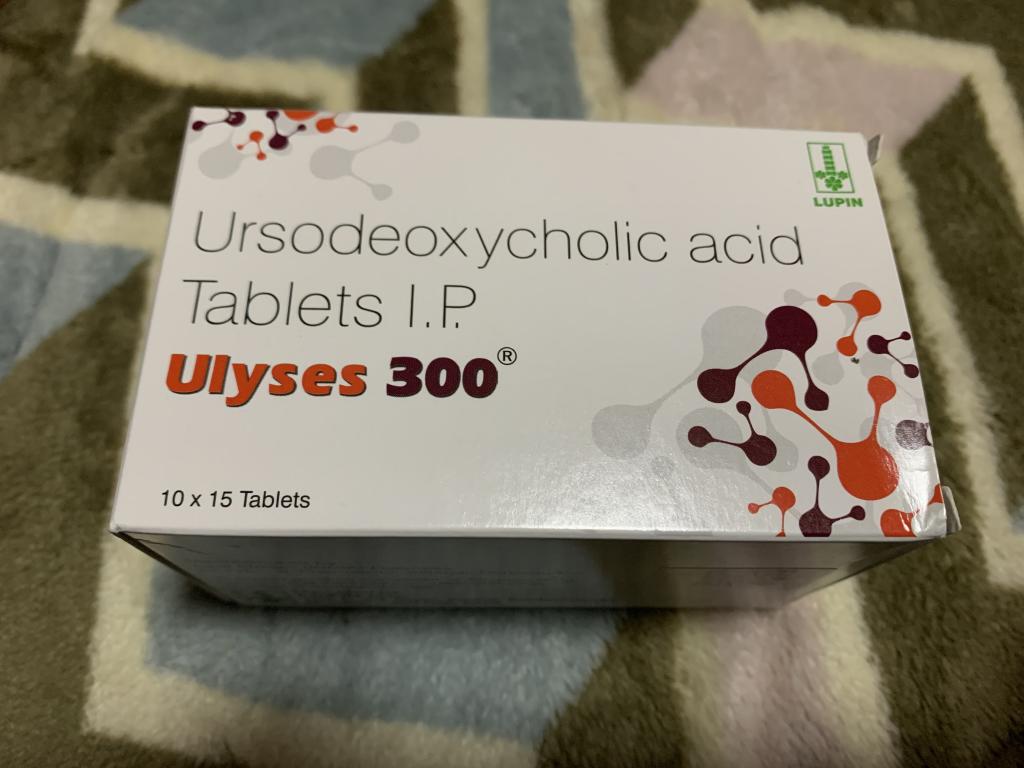 LUPIN
Ursodeoxycholic acid
Tablets I.P.
Ulyses 300®
10 x 15 Tablets